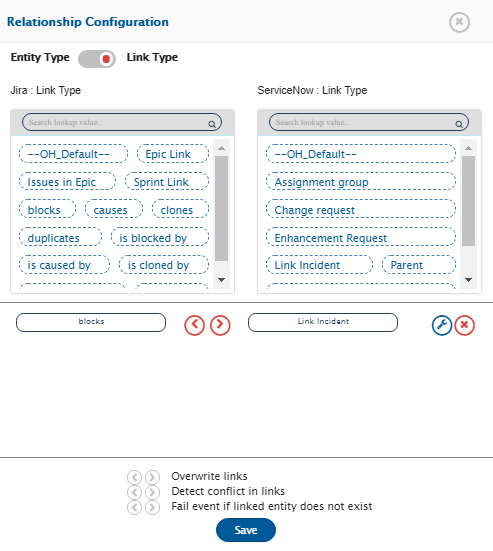 Relationship Configuration
Entity Type Link Type
Jira : Link Type
ServiceNow : Link Type
Search lookup value..
Search lookup value..
--OH_Default-- Epic Link
Issues in Epic Sprint Link
blocks causes clones
duplicates is blocked by
is caused by is cloned by
--OH_Default--
Assignment group
Change request
Enhancement Request
Link Incident Parent
blocks Link Incident
Overwrite links
Detect conflict in links
Fail event if linked entity does not exist
Save